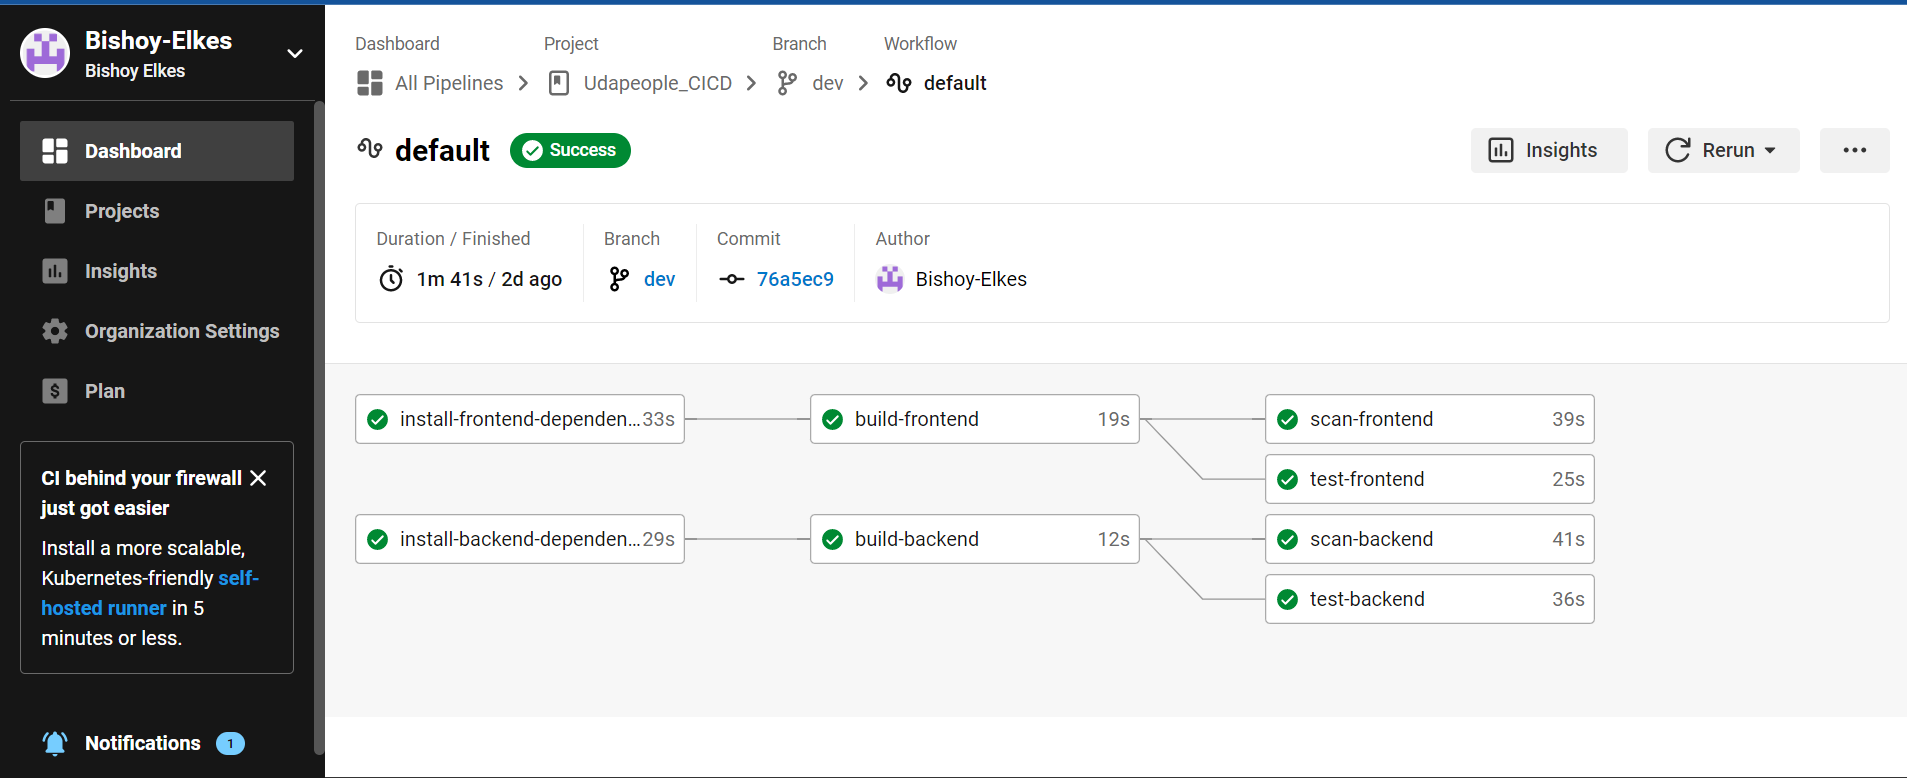 Bishoy-Elkes
Bishoy Elkes
Dashboard
Projects
Insights
Organization Settings
Plan
CI behind your firewall
just got easier
Install a more scalable,
Kubernetes-friendly self-
hosted runner in 5
minutes or less.
Notifications 1
Dashboard Project Branch Workflow
All Pipelines Udapeople_CICD dev default
default Success
Insights Rerun
Duration / Finished Branch Commit Author
1m 41s / 2d ago dev 76a5ec9 Bishoy-Elkes
install-frontend-dependen... 33s build-frontend 19s scan-frontend 39s
test-frontend 25s
install-backend-dependen... 29s build-backend 12s scan-backend 41s
test-backend 36s